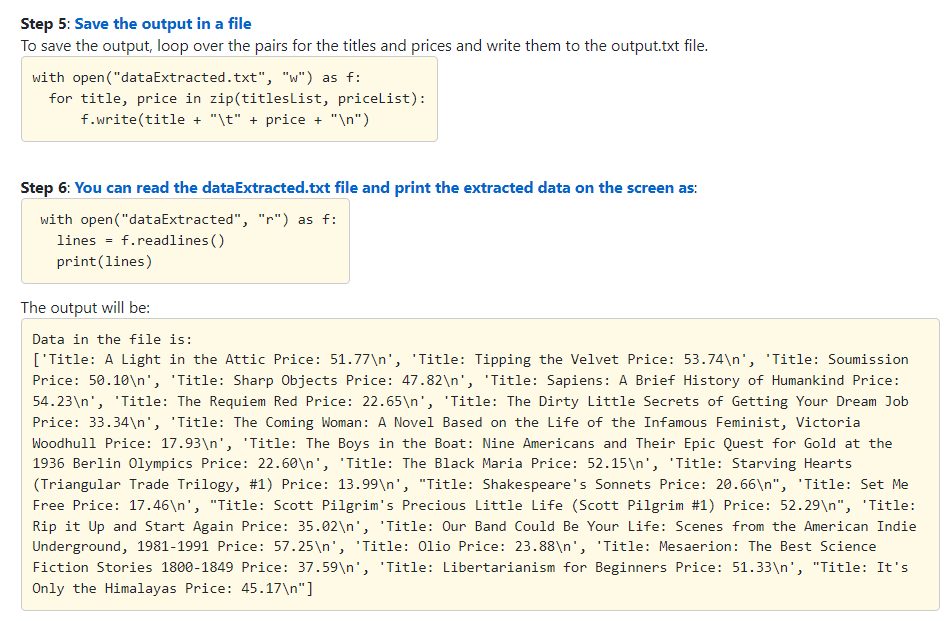 Step 5: Save the output in a file
To save the output, loop over the pairs for the titles and prices and write them to the output.txt file.
with open("dataExtracted.txt", "w") as f:
  for title, price in zip(titlesList, priceList):
      f.write(title + "\t" + price + "\n")
Step 6: You can read the dataExtracted.txt file and print the extracted data on the screen as:
 with open("dataExtracted", "r") as f:
   lines = f.readlines()
   print(lines)
The output will be:
Data in the file is:
['Title: A Light in the Attic Price: 51.77\n', 'Title: Tipping the Velvet Price: 53.74\n', 'Title: Soumission
Price: 50.10\n', 'Title: Sharp Objects Price: 47.82\n', 'Title: Sapiens: A Brief History of Humankind Price:
54.23\n', 'Title: The Requiem Red Price: 22.65\n', 'Title: The Dirty Little Secrets of Getting Your Dream Job
Price: 33.34\n', 'Title: The Coming Woman: A Novel Based on the Life of the Infamous Feminist, Victoria
Woodhull Price: 17.93\n', 'Title: The Boys in the Boat: Nine Americans and Their Epic Quest for Gold at the
1936 Berlin Olympics Price: 22.60\n', 'Title: The Black Maria Price: 52.15\n', 'Title: Starving Hearts
(Triangular Trade Trilogy, #1) Price: 13.99\n', "Title: Shakespeare's Sonnets Price: 20.66\n", 'Title: Set Me
Free Price: 17.46\n', "Title: Scott Pilgrim's Precious Little Life (Scott Pilgrim #1) Price: 52.29\n", 'Title:
Rip it Up and Start Again Price: 35.02\n', 'Title: Our Band Could Be Your Life: Scenes from the American Indie
Underground, 1981-1991 Price: 57.25\n', 'Title: Olio Price: 23.88\n', 'Title: Mesaerion: The Best Science
Fiction Stories 1800-1849 Price: 37.59\n', 'Title: Libertarianism for Beginners Price: 51.33\n', "Title: It's
Only the Himalayas Price: 45.17\n"]